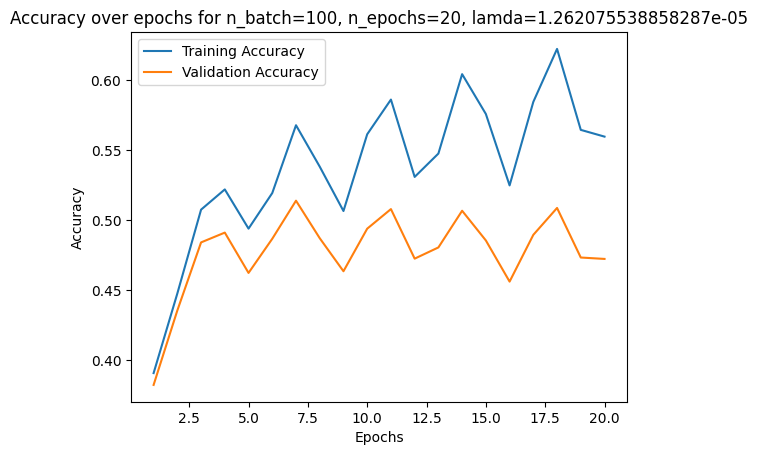 Accuracy over epochs for n_batch=100, n_epochs=20, lamda=1.262075538858287e-05
Training Accuracy
Validation Accuracy
0.60
0.55
0.50
0.45
0.40
Accuracy
2.5 5.0 7.5 10.0 12.5 15.0 17.5 20.0
Epochs